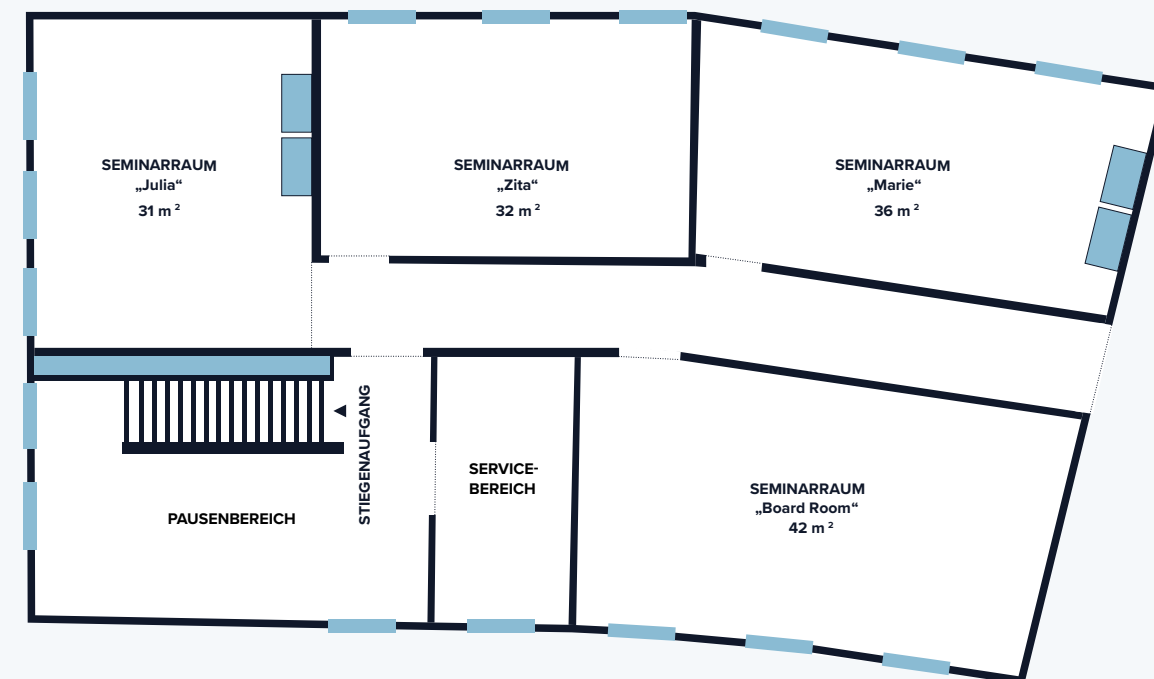 SEMINARRAUM
„Julia“
31 m ²
SEMINARRAUM
„Zita“
32 m ²
SEMINARRAUM
„Marie“
36 m ²
STIEGENAUFGANG
SERVICE-
BEREICH
PAUSENBEREICH
SEMINARRAUM
„Board Room“
42 m ²